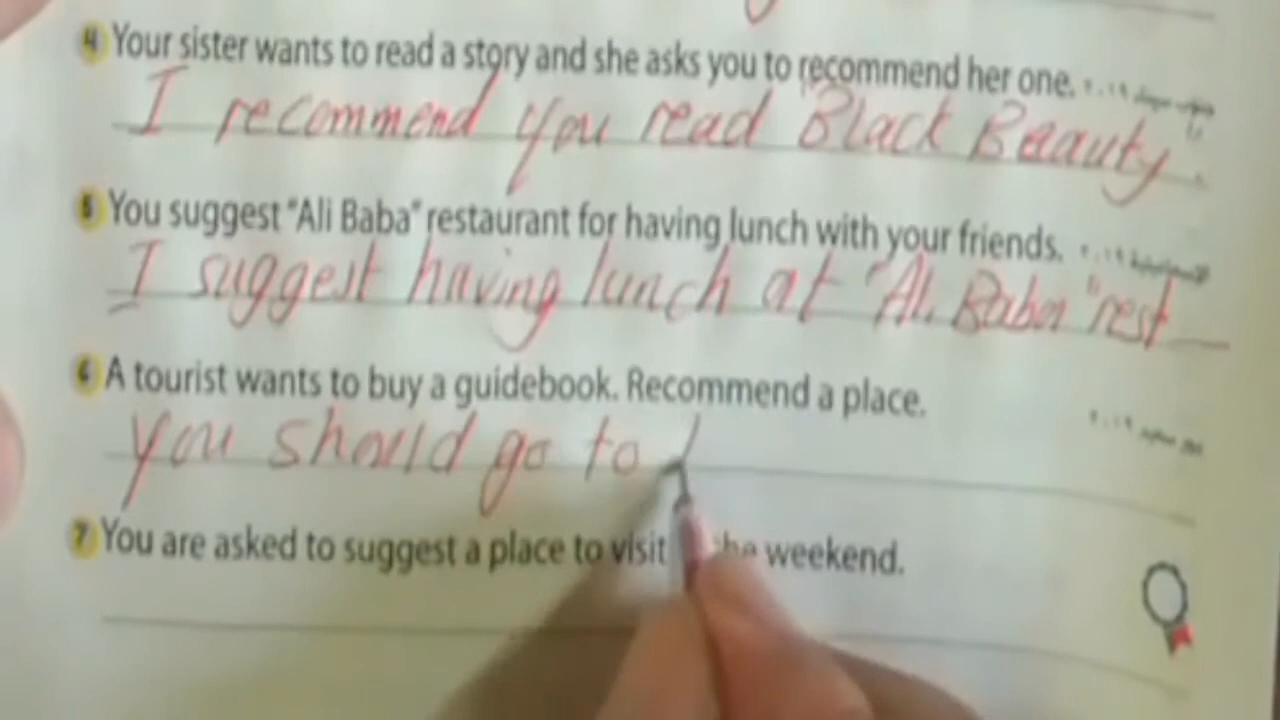 4 Your sister wants to read a story and she asks you to recommend her one.
I recommend you read Black Beauty.
5 You suggest "Ali Baba" restaurant for having lunch with your friends.
I suggest having lunch at "Ali Baba" rest
6 A tourist wants to buy a guidebook. Recommend a place.
You should go to
7 You are asked to suggest a place to visit the weekend.